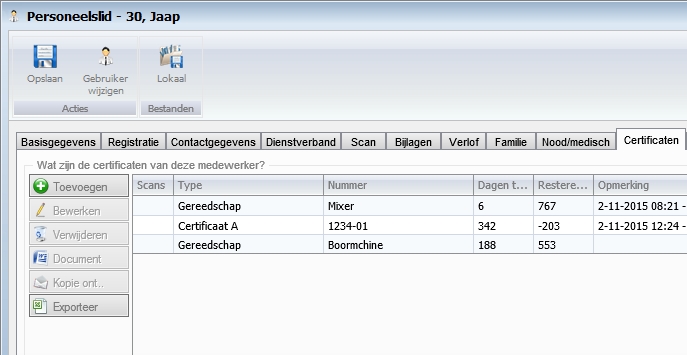 Personeelslid - 30, Jaap
Opslaan
Gebruiker wijzigen
Lokaal
Acties
Bestanden
Basisgegevens Registratie Contactgegevens Dienstverband Scan Bijlagen Verlof Familie Nood/medisch Certificaten
Wat zijn de certificaten van deze medewerker?
Toevoegen
Bewerken
Verwijderen
Document
Kopie ont..
Exporteer
Scans Type Nummer Dagen t... Restere... Opmerking
Gereedschap Mixer 6 767 2-11-2015 08:21 -
Certificaat A 1234-01 342 -203 2-11-2015 12:24 -
Gereedschap Boormchine 188 553